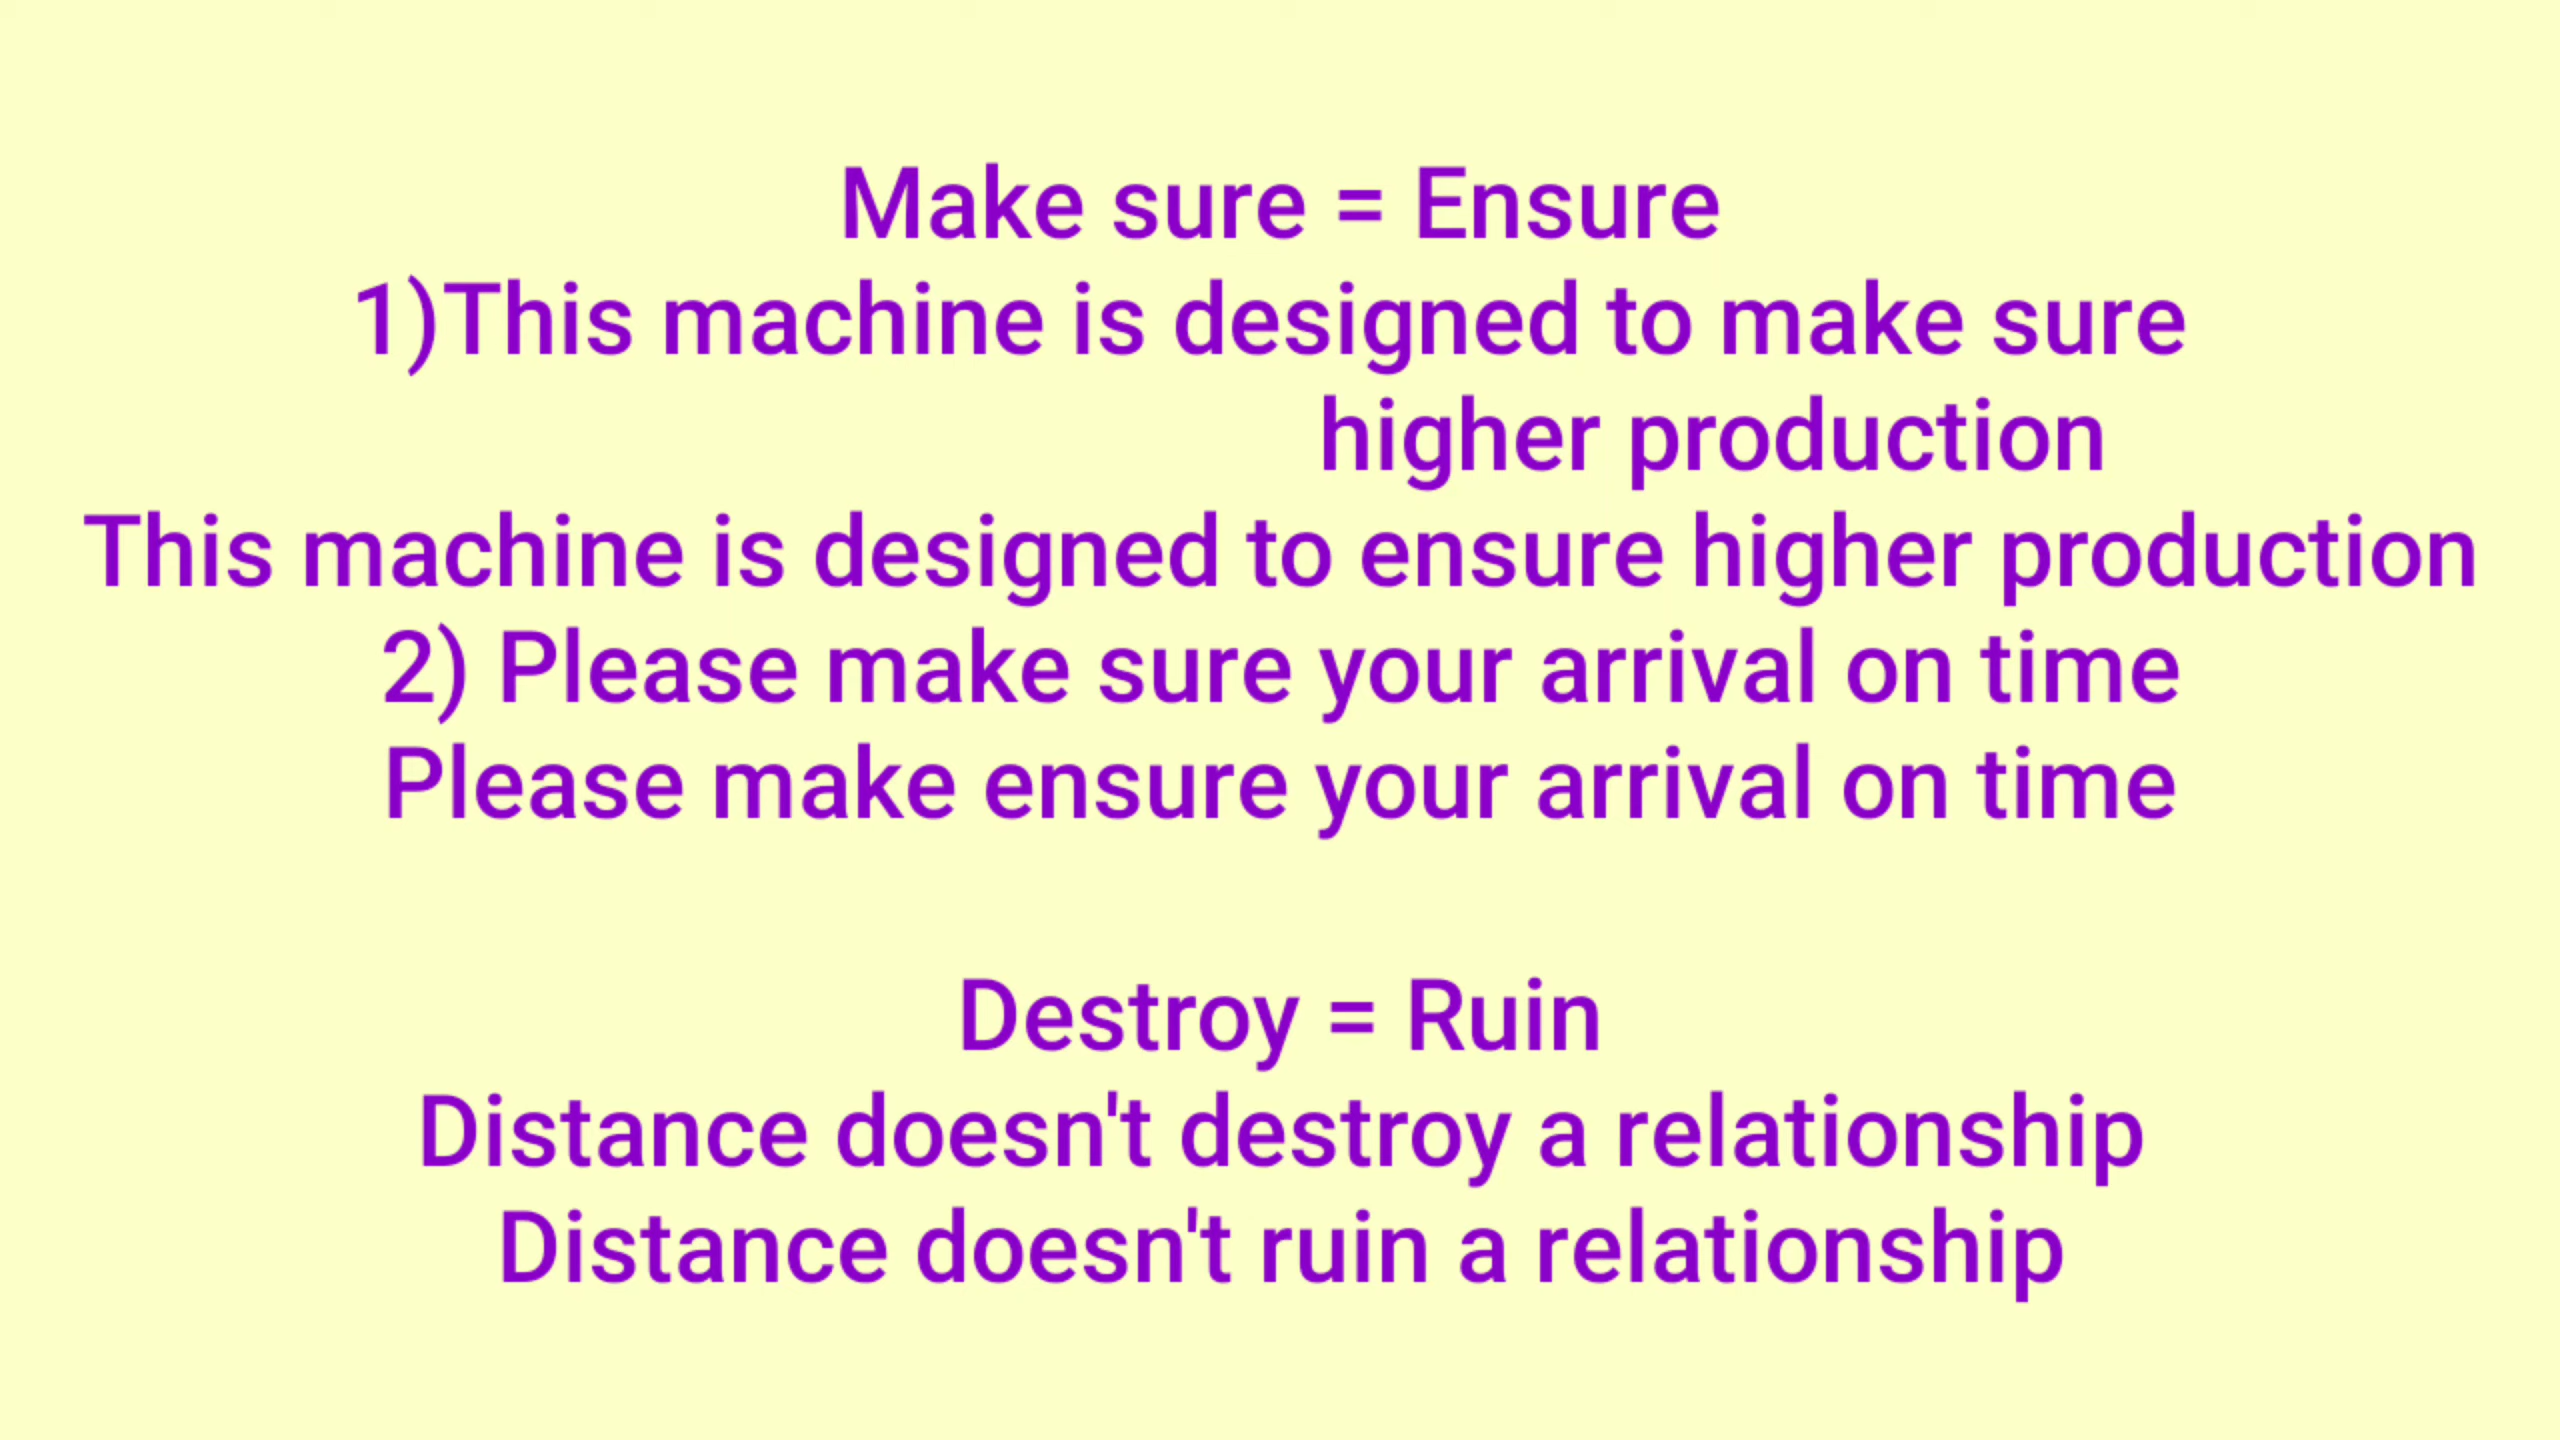 Make sure = Ensure
1)This machine is designed to make sure
higher production
This machine is designed to ensure higher production
2) Please make sure your arrival on time
Please make ensure your arrival on time
Destroy = Ruin
Distance doesn't destroy a relationship
Distance doesn't ruin a relationship